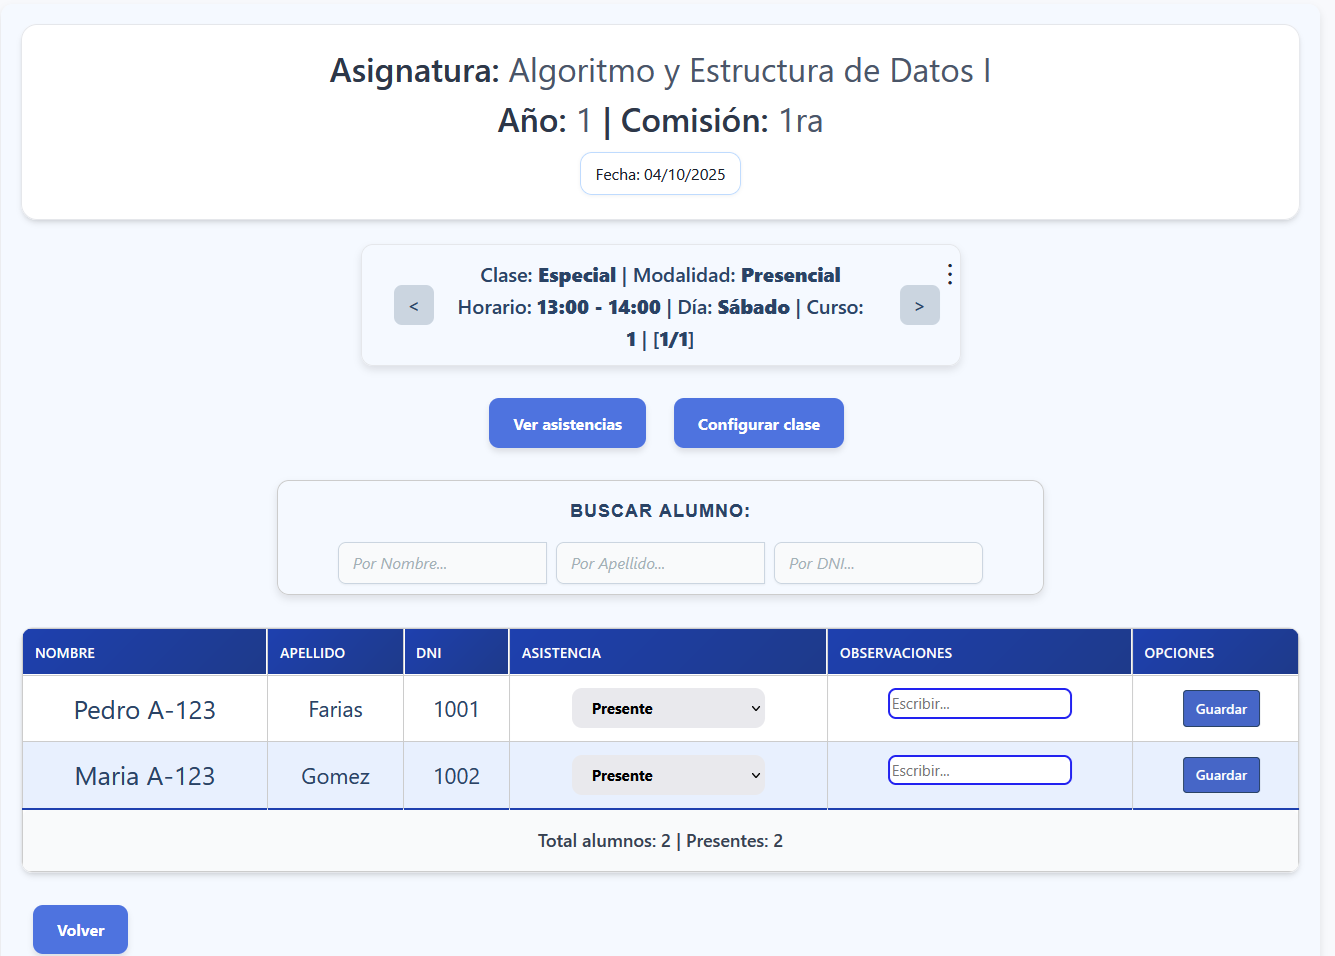 Asignatura: Algoritmo y Estructura de Datos I
Año: 1 | Comisión: 1ra
Fecha: 04/10/2025
Clase: Especial | Modalidad: Presencial
Horario: 13:00 - 14:00 | Día: Sábado | Curso:
1 | [1/1]
<
>
⋮
Ver asistencias
Configurar clase
BUSCAR ALUMNO:
Por Nombre...
Por Apellido...
Por DNI...
NOMBRE APELLIDO DNI ASISTENCIA OBSERVACIONES OPCIONES
Pedro A-123 Farias 1001 Presente Escribir... Guardar
Maria A-123 Gomez 1002 Presente Escribir... Guardar
Total alumnos: 2 | Presentes: 2
Volver